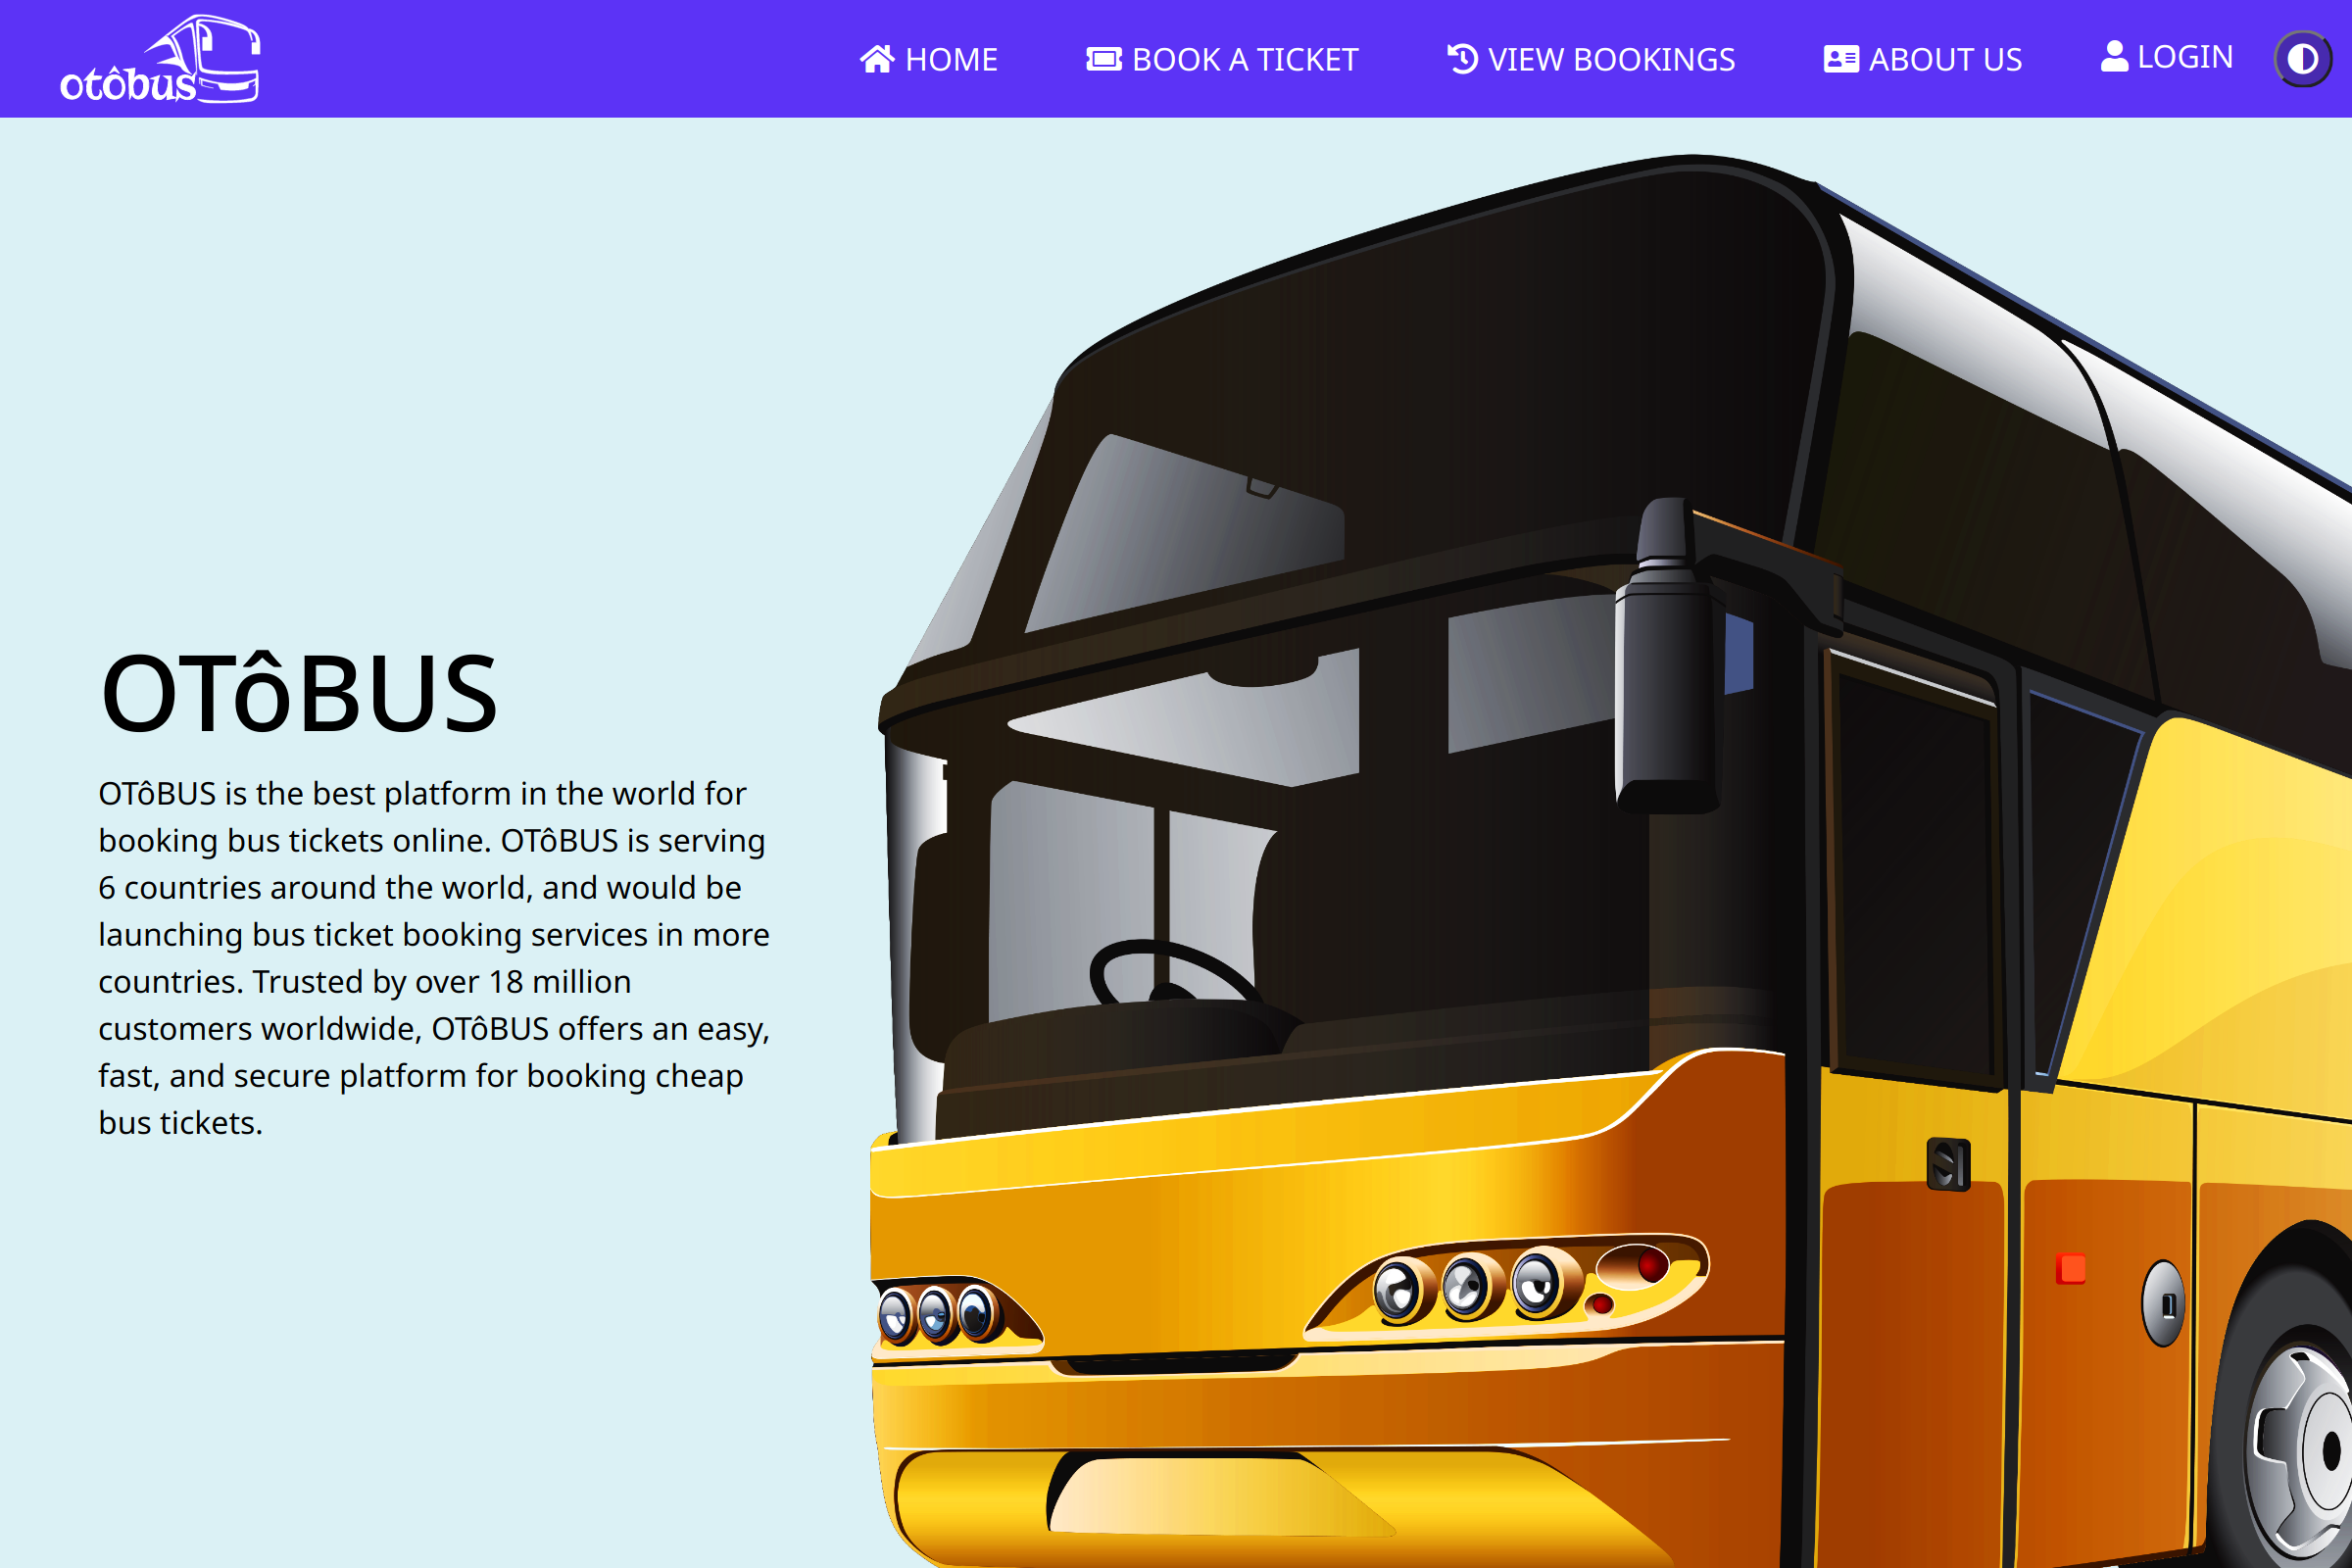 otôbus
HOME
BOOK A TICKET
VIEW BOOKINGS
ABOUT US
LOGIN
OTôBUS
OTôBUS is the best platform in the world for
booking bus tickets online. OTôBUS is serving
6 countries around the world, and would be
launching bus ticket booking services in more
countries. Trusted by over 18 million
customers worldwide, OTôBUS offers an easy,
fast, and secure platform for booking cheap
bus tickets.